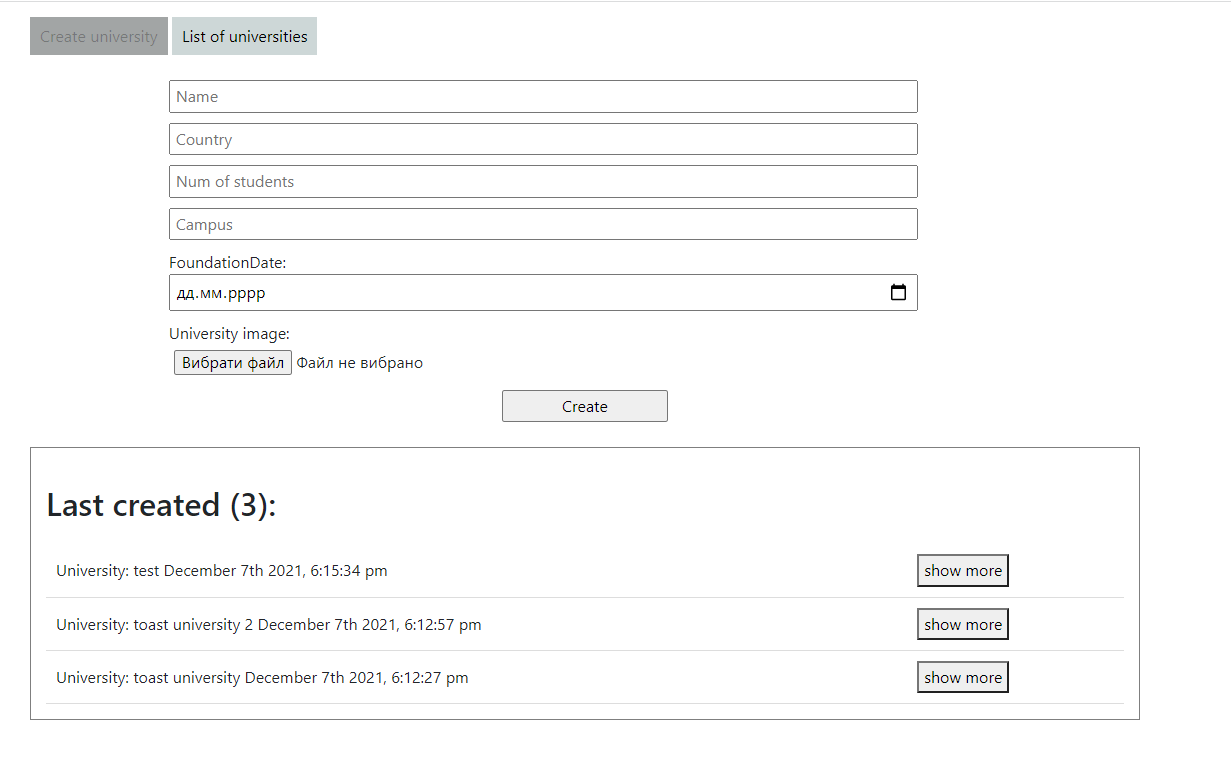 Create university List of universities
Name
Country
Num of students
Campus
FoundationDate:
дд.мм.рррр
University image:
Вибрати файл Файл не вибрано
Create
Last created (3):
University: test December 7th 2021, 6:15:34 pm show more
University: toast university 2 December 7th 2021, 6:12:57 pm show more
University: toast university December 7th 2021, 6:12:27 pm show more